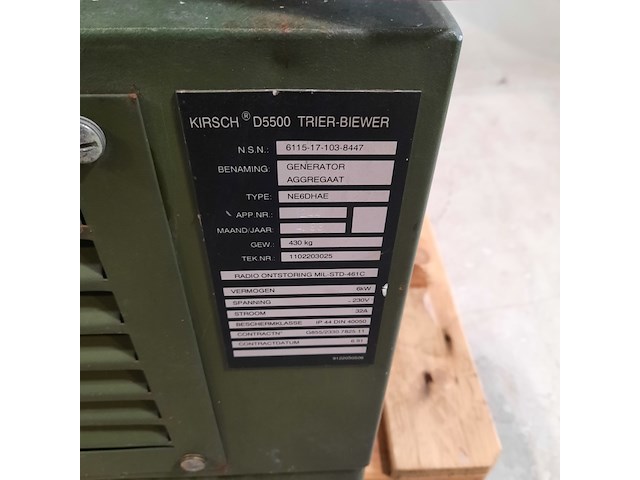 KIRSCH® D5500 TRIER-BIEWER
N.S.N.: 6115-17-103-8447
BENAMING: GENERATOR
AGGREGAAT
TYPE: NE6DHAE
APP.NR.:
MAAND/JAAR:
GEW.: 430 kg
TEK.NR.: 1102203025
RADIO ONTSTORING MIL-STD-461C
VERMOGEN 6kW
SPANNING 230V
STROOM 32A
BESCHERMKLASSE IP 44 DIN 40050
CONTRACTN°
CONTRACTDATUM